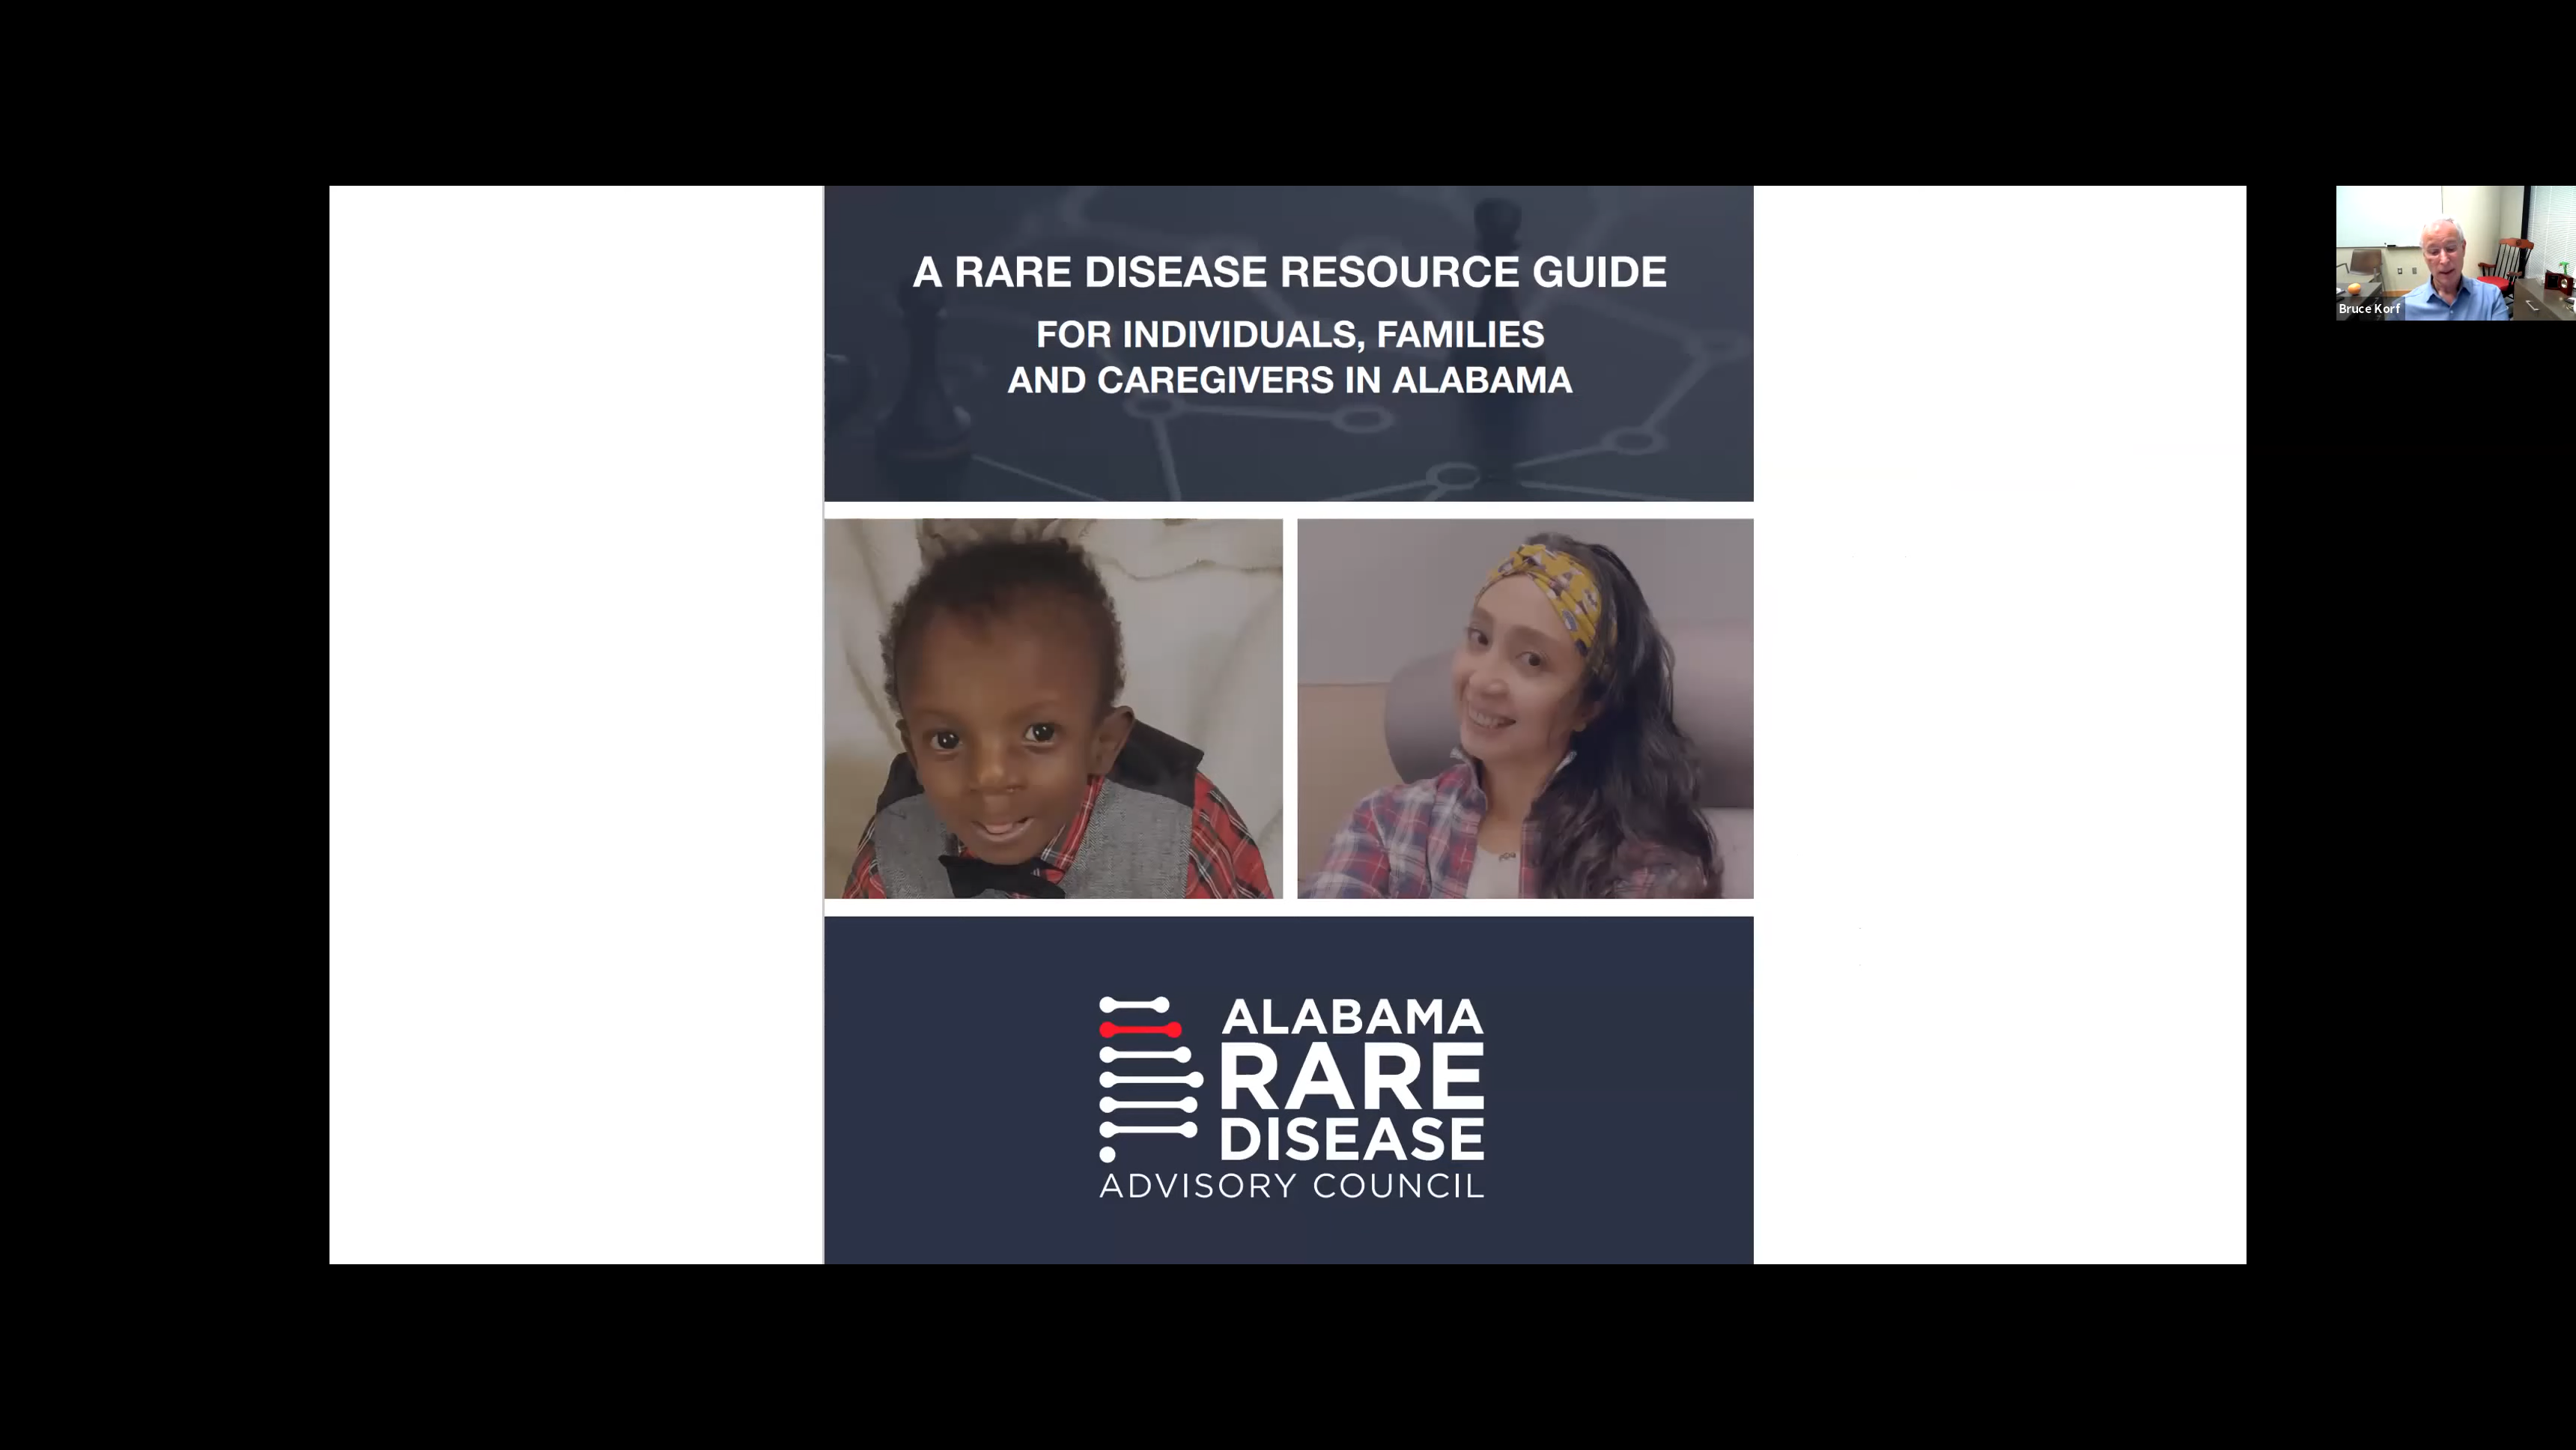 A RARE DISEASE RESOURCE GUIDE
FOR INDIVIDUALS, FAMILIES
AND CAREGIVERS IN ALABAMA
Bruce Korf
ALABAMA
RARE
DISEASE
ADVISORY COUNCIL